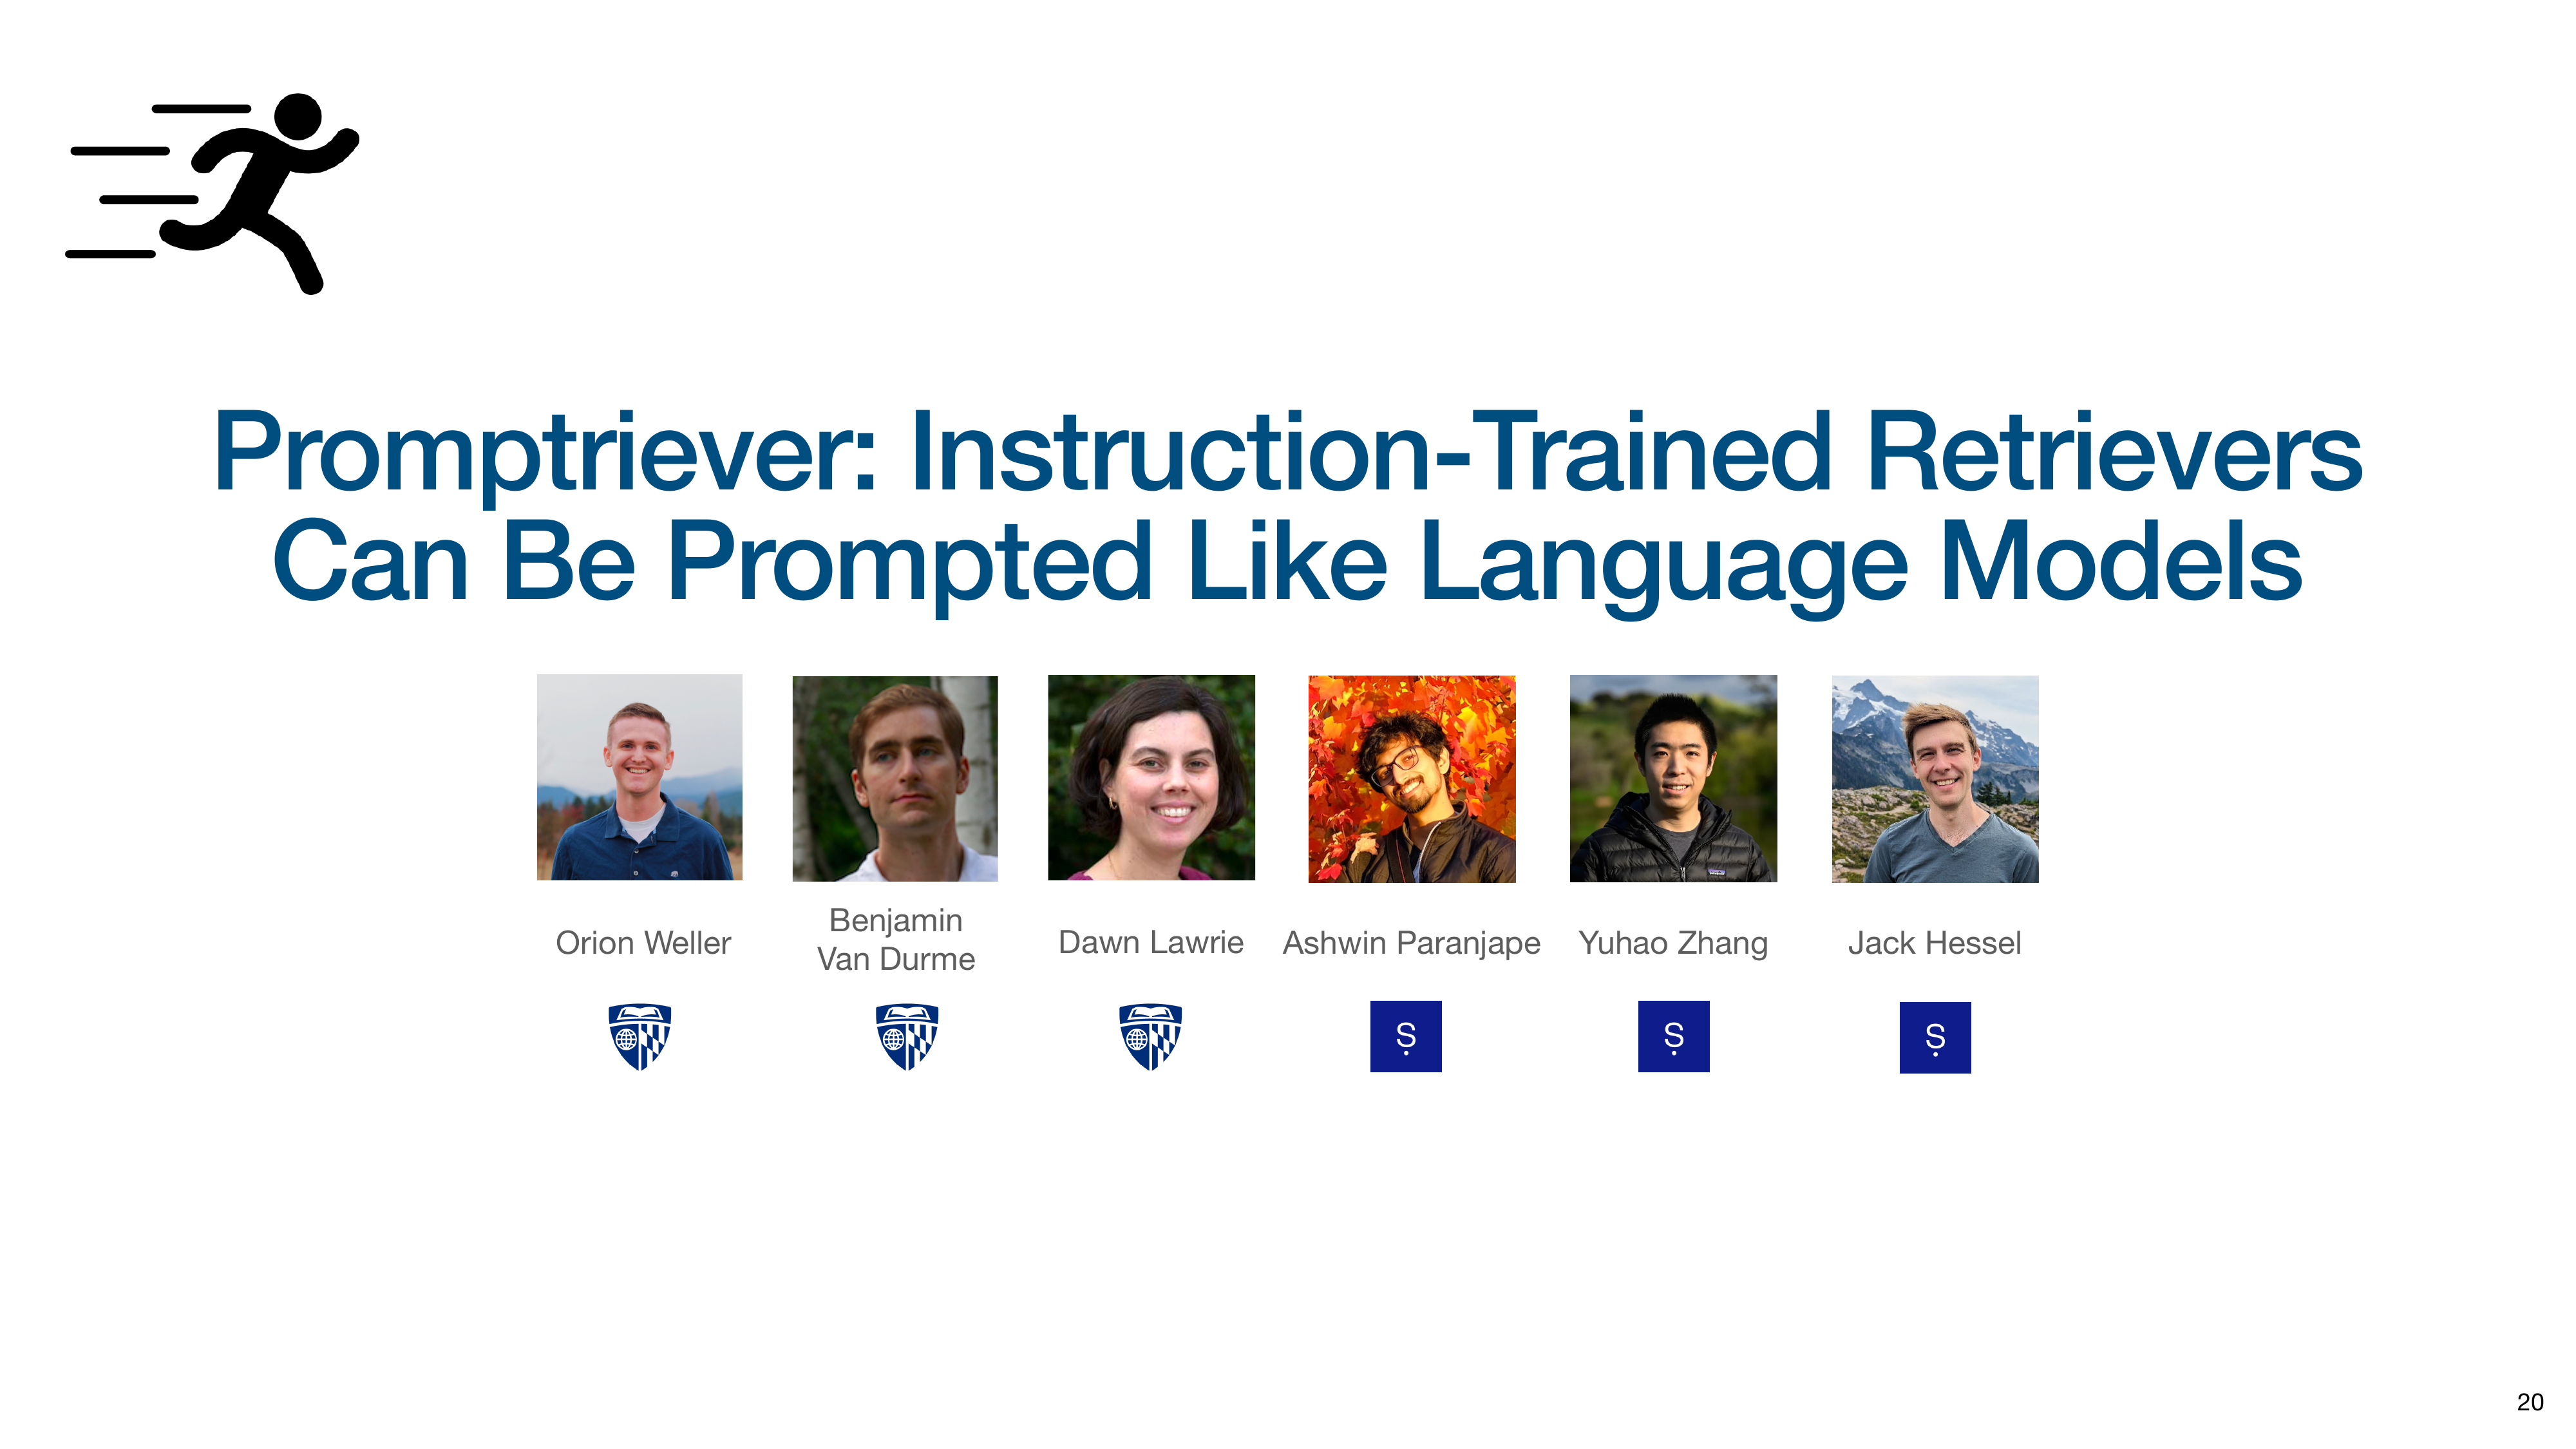 Promptriever: Instruction-Trained Retrievers
Can Be Prompted Like Language Models
Orion Weller
Benjamin
Van Durme
Dawn Lawrie
Ashwin Paranjape
Yuhao Zhang
Jack Hessel
Ṣ
Ṣ
Ṣ
20